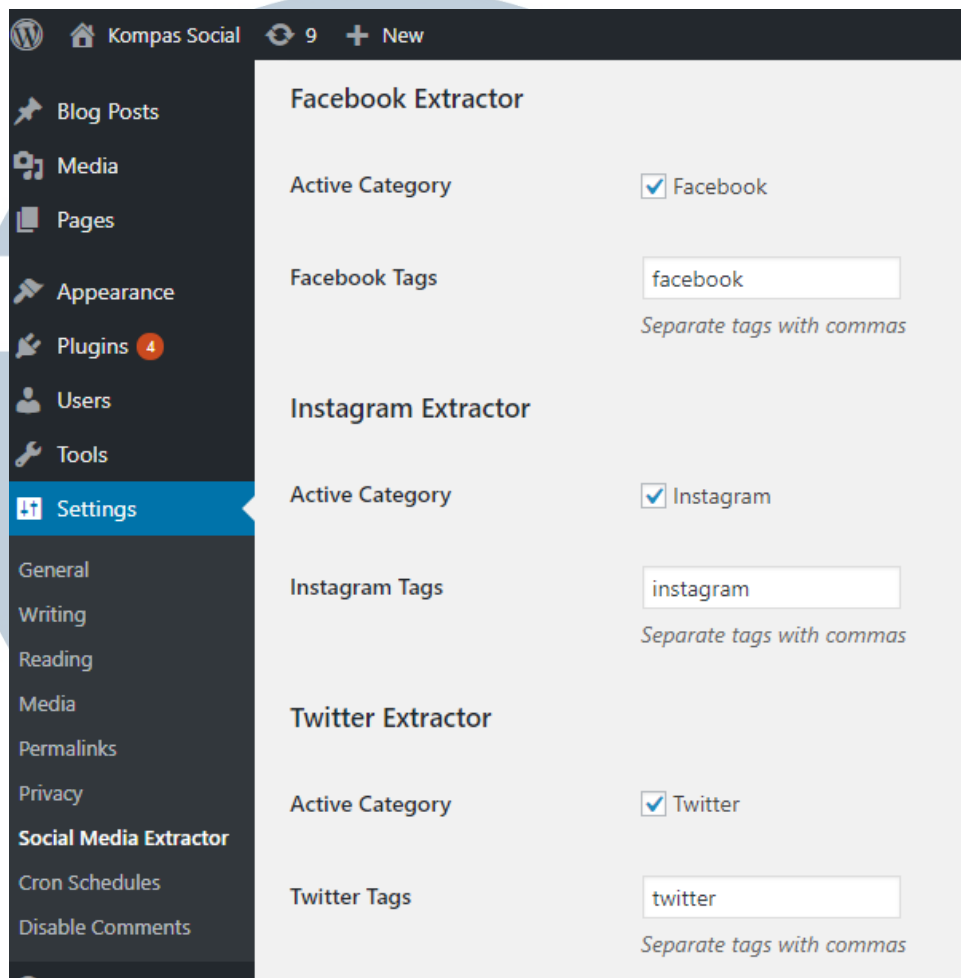 Kompas Social 9 New
Blog Posts
Media
Pages
Appearance
Plugins 4
Users
Tools
Settings
General
Writing
Reading
Media
Permalinks
Privacy
Social Media Extractor
Cron Schedules
Disable Comments
Facebook Extractor
Active Category Facebook
Facebook Tags facebook
Separate tags with commas
Instagram Extractor
Active Category Instagram
Instagram Tags instagram
Separate tags with commas
Twitter Extractor
Active Category Twitter
Twitter Tags twitter
Separate tags with commas